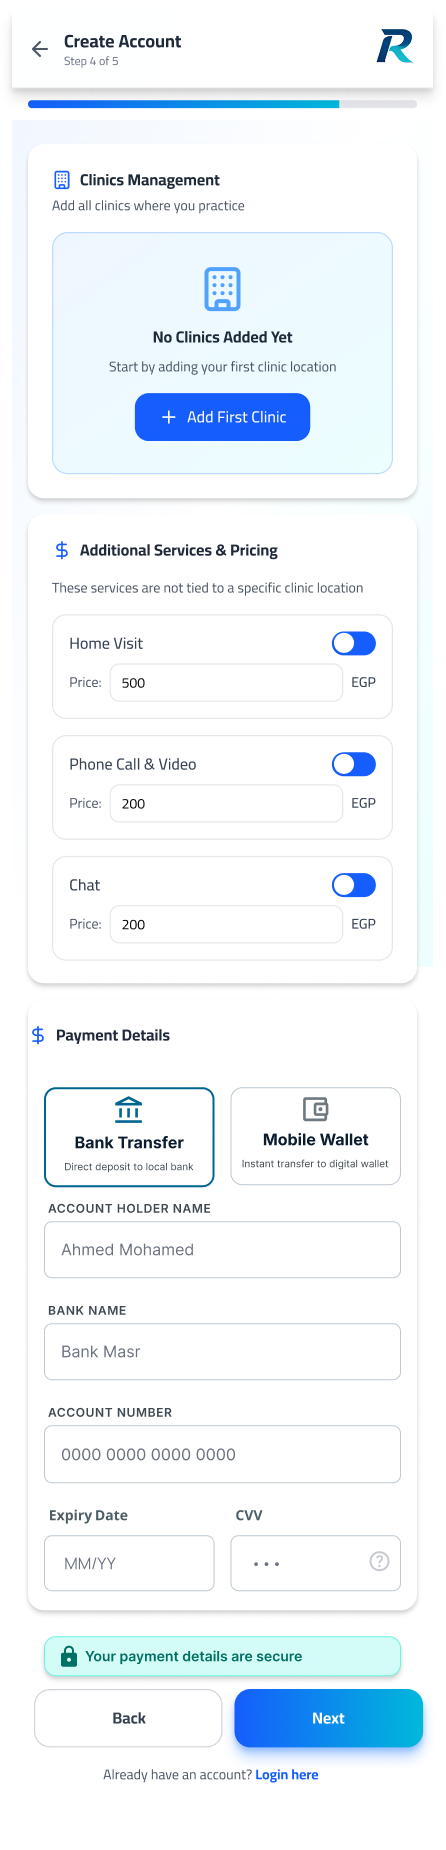 Create Account
Step 4 of 5
Clinics Management
Add all clinics where you practice
No Clinics Added Yet
Start by adding your first clinic location
+ Add First Clinic
Additional Services & Pricing
These services are not tied to a specific clinic location
Home Visit
Price: 500 EGP
Phone Call & Video
Price: 200 EGP
Chat
Price: 200 EGP
Payment Details
Bank Transfer
Direct deposit to local bank
Mobile Wallet
Instant transfer to digital wallet
ACCOUNT HOLDER NAME
Ahmed Mohamed
BANK NAME
Bank Masr
ACCOUNT NUMBER
0000 0000 0000 0000
Expiry Date CVV
MM/YY • • •
Your payment details are secure
Back Next
Already have an account? Login here